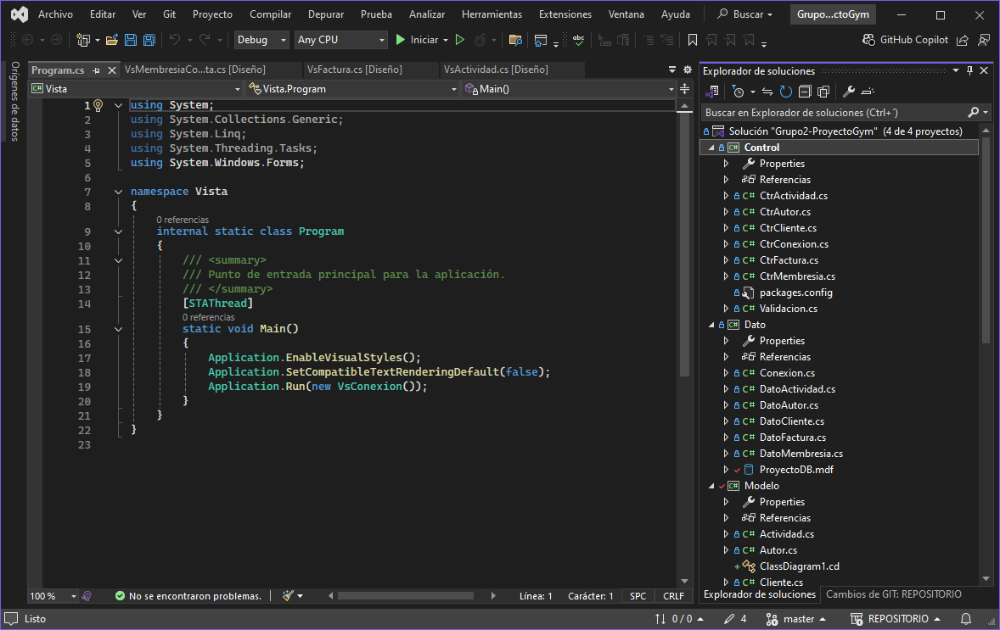 Archivo Editar Ver Git Proyecto Compilar Depurar Prueba Analizar Herramientas Extensiones Ventana Ayuda Buscar Grupo...ctoGym
Debug Any CPU Iniciar GitHub Copilot
Orígenes de datos
Program.cs VsMembresiaCo...ta.cs [Diseño] VsFactura.cs [Diseño] VsActividad.cs [Diseño]
Vista Vista.Program Main()
1 using System;
2 using System.Collections.Generic;
3 using System.Linq;
4 using System.Threading.Tasks;
5 using System.Windows.Forms;
6
7 namespace Vista
8 {
0 referencias
9 internal static class Program
10 {
11 /// <summary>
12 /// Punto de entrada principal para la aplicación.
13 /// </summary>
14 [STAThread]
0 referencias
15 static void Main()
16 {
17 Application.EnableVisualStyles();
18 Application.SetCompatibleTextRenderingDefault(false);
19 Application.Run(new VsConexion());
20 }
21 }
22 }
23
100 % No se encontraron problemas. Línea: 1 Carácter: 1 SPC CRLF
Explorador de soluciones
Buscar en Explorador de soluciones (Ctrl+´)
Solución "Grupo2-ProyectoGym" (4 de 4 proyectos)
C# Control
Properties
Referencias
C# CtrActividad.cs
C# CtrAutor.cs
C# CtrCliente.cs
C# CtrConexion.cs
C# CtrFactura.cs
C# CtrMembresia.cs
packages.config
C# Validacion.cs
C# Dato
Properties
Referencias
C# Conexion.cs
C# DatoActividad.cs
C# DatoAutor.cs
C# DatoCliente.cs
C# DatoFactura.cs
C# DatoMembresia.cs
ProyectoDB.mdf
C# Modelo
Properties
Referencias
C# Actividad.cs
C# Autor.cs
ClassDiagram1.cd
C# Cliente.cs
Explorador de soluciones Cambios de GIT: REPOSITORIO
Listo 0 / 0 4 master REPOSITORIO